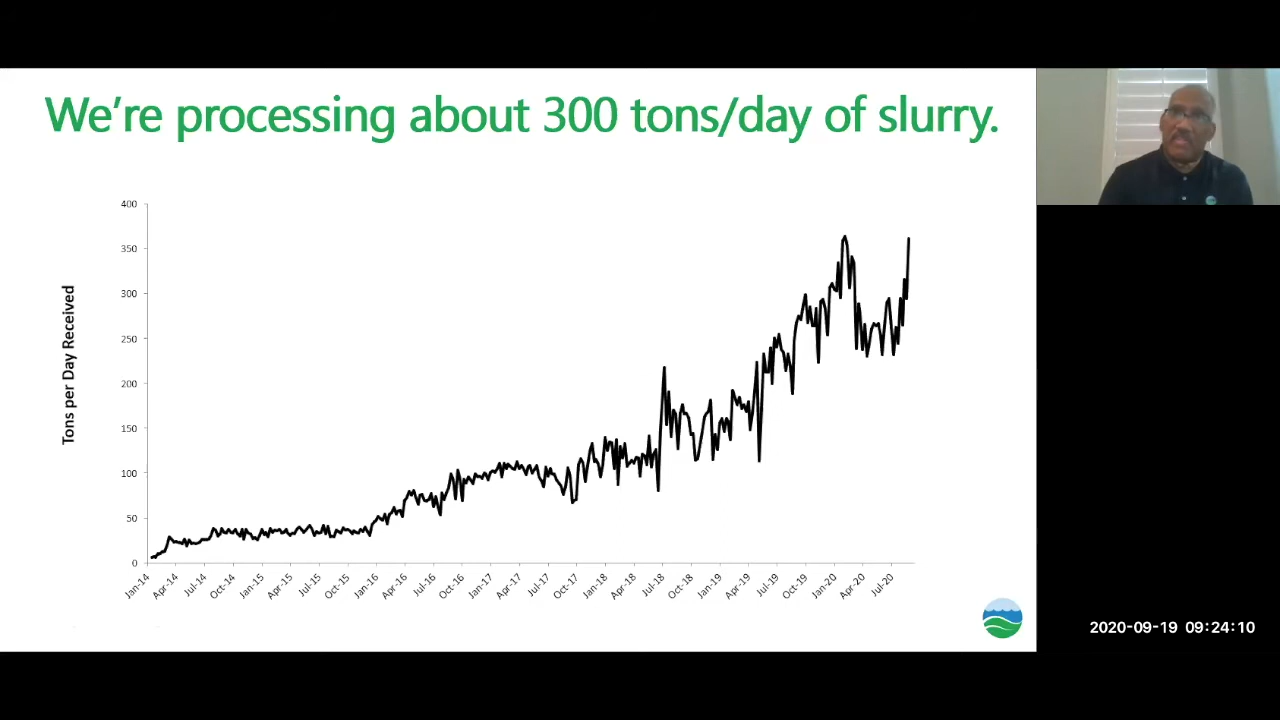 We're processing about 300 tons/day of slurry.
400
350
300
250
200
150
100
50
0
Tons per Day Received
Jan-14
Apr-14
Jul-14
Oct-14
Jan-15
Apr-15
Jul-15
Oct-15
Jan-16
Apr-16
Jul-16
Oct-16
Jan-17
Apr-17
Jul-17
Oct-17
Jan-18
Apr-18
Jul-18
Oct-18
Jan-19
Apr-19
Jul-19
Oct-19
Jan-20
Apr-20
Jul-20
2020-09-19 09:24:10